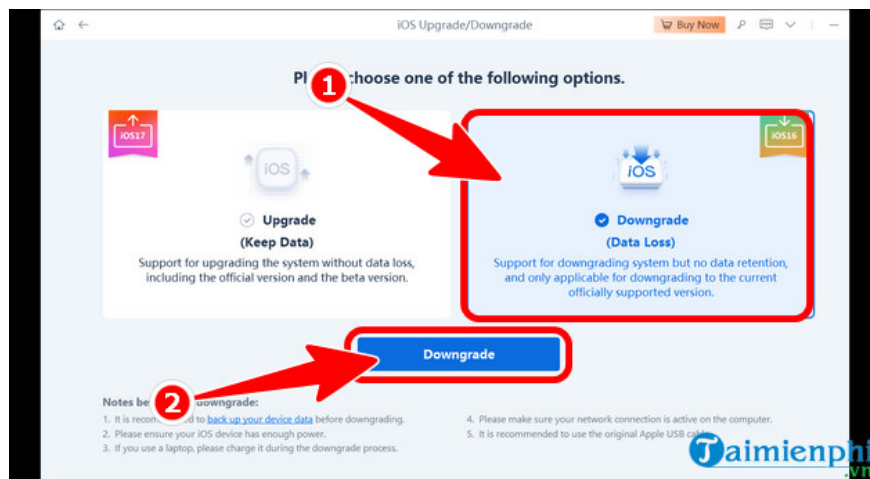 iOS Upgrade/Downgrade
Buy Now
choose one of the following options.
1
iOS17
iOS16
iOS
iOS
Upgrade
(Keep Data)
Support for upgrading the system without data loss,
including the official version and the beta version.
Downgrade
(Data Loss)
Support for downgrading system but no data retention,
and only applicable for downgrading to the current
officially supported version.
Downgrade
2
Notes downgrade:
1. It is to back up your device data before downgrading.
2. Please ensure your iOS device has enough power.
3. If you use a laptop, please charge it during the downgrade process.
4. Please make sure your network connection is active on the computer.
5. It is recommended to use the original Apple USB
Taimienphi
.vn